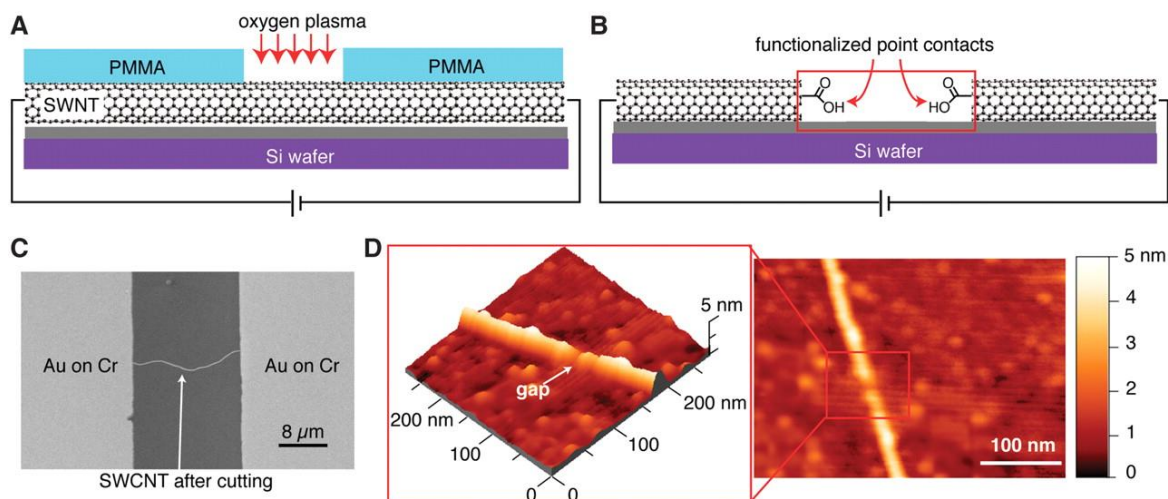 A
oxygen plasma
PMMA
PMMA
SWNT
Si wafer
B
functionalized point contacts
O
OH
O
HO
Si wafer
C
Au on Cr
Au on Cr
8 µm
SWCNT after cutting
D
5 nm
gap
200 nm
100
0
0
100
200 nm
100 nm
5 nm
4
3
2
1
0